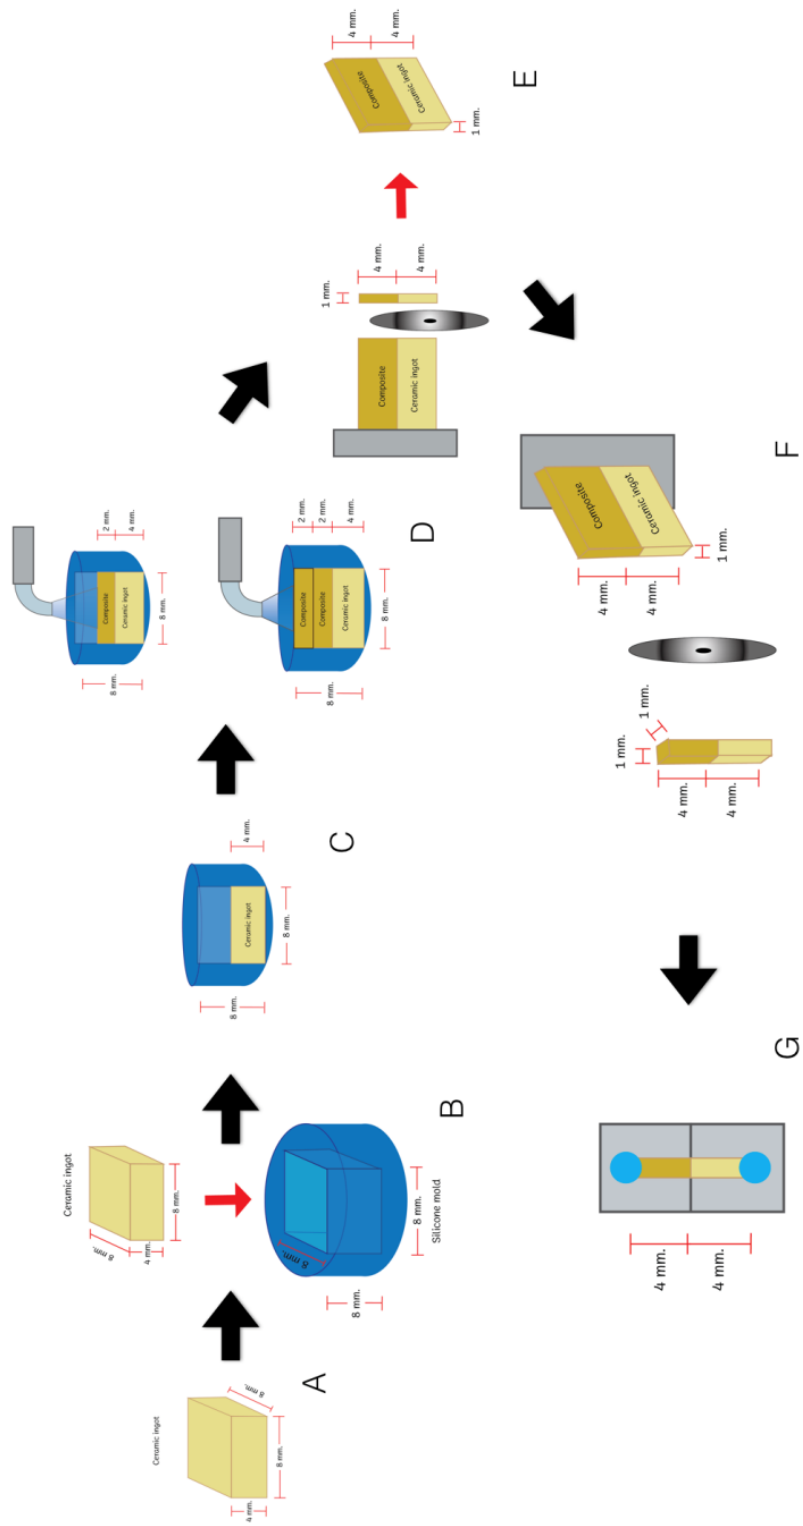 Ceramic ingot
4 mm.
8 mm.
8 mm.
A
Ceramic ingot
8 mm.
4 mm.
8 mm.
8 mm.
8 mm.
8 mm.
Silicone mold
B
8 mm.
Ceramic ingot
4 mm.
8 mm.
C
8 mm.
Composite
Ceramic ingot
2 mm.
4 mm.
8 mm.
8 mm.
Composite
Composite
Ceramic ingot
2 mm.
2 mm.
4 mm.
8 mm.
D
Composite
Ceramic ingot
1 mm.
4 mm.
4 mm.
Composite
Ceramic ingot
4 mm.
4 mm.
1 mm.
E
4 mm.
4 mm.
Composite
Ceramic ingot
1 mm.
1 mm.
1 mm.
4 mm.
4 mm.
F
4 mm.
4 mm.
G